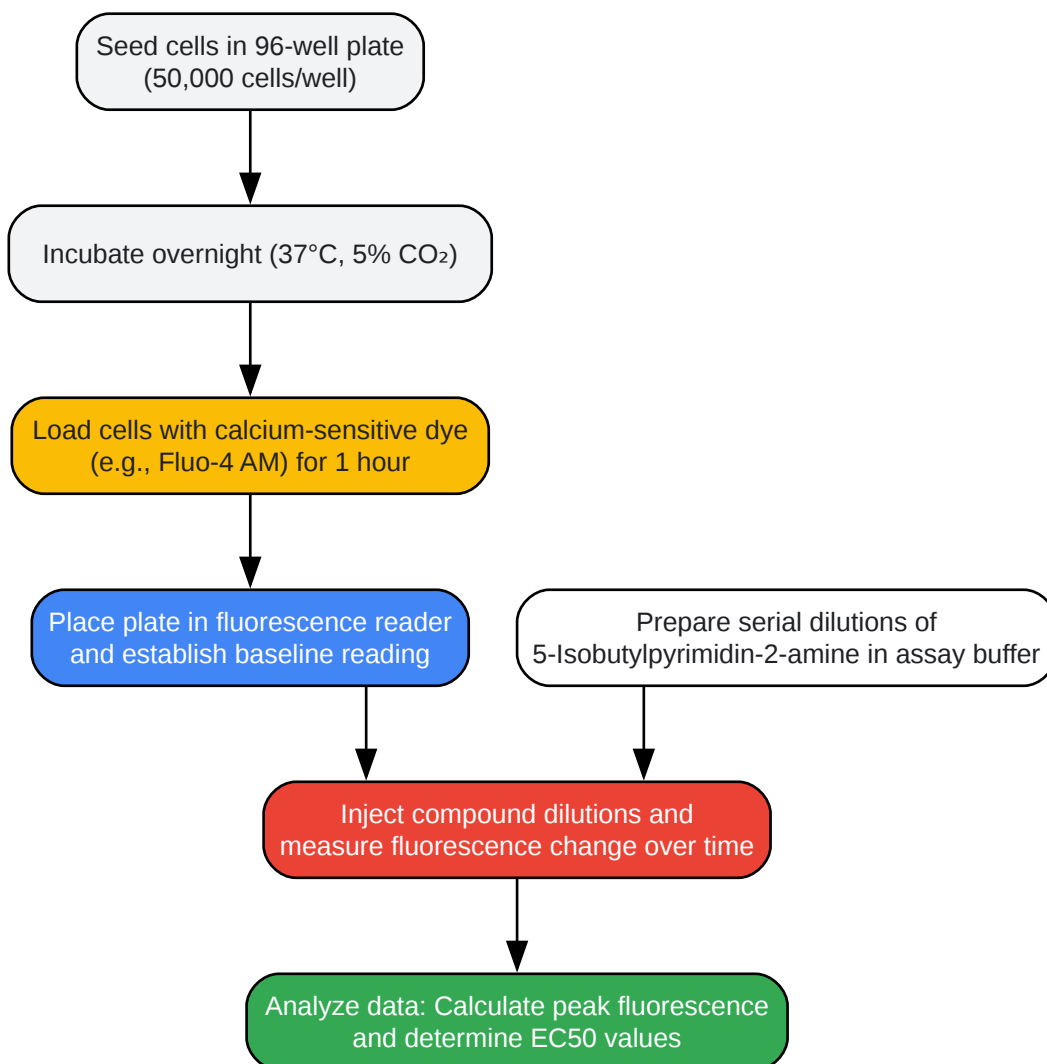 Seed cells in 96-well plate
(50,000 cells/well)
Incubate overnight (37°C, 5% CO₂)
Load cells with calcium-sensitive dye
(e.g., Fluo-4 AM) for 1 hour
Place plate in fluorescence reader
and establish baseline reading
Prepare serial dilutions of
5-Isobutylpyrimidin-2-amine in assay buffer
Inject compound dilutions and
measure fluorescence change over time
Analyze data: Calculate peak fluorescence
and determine EC50 values